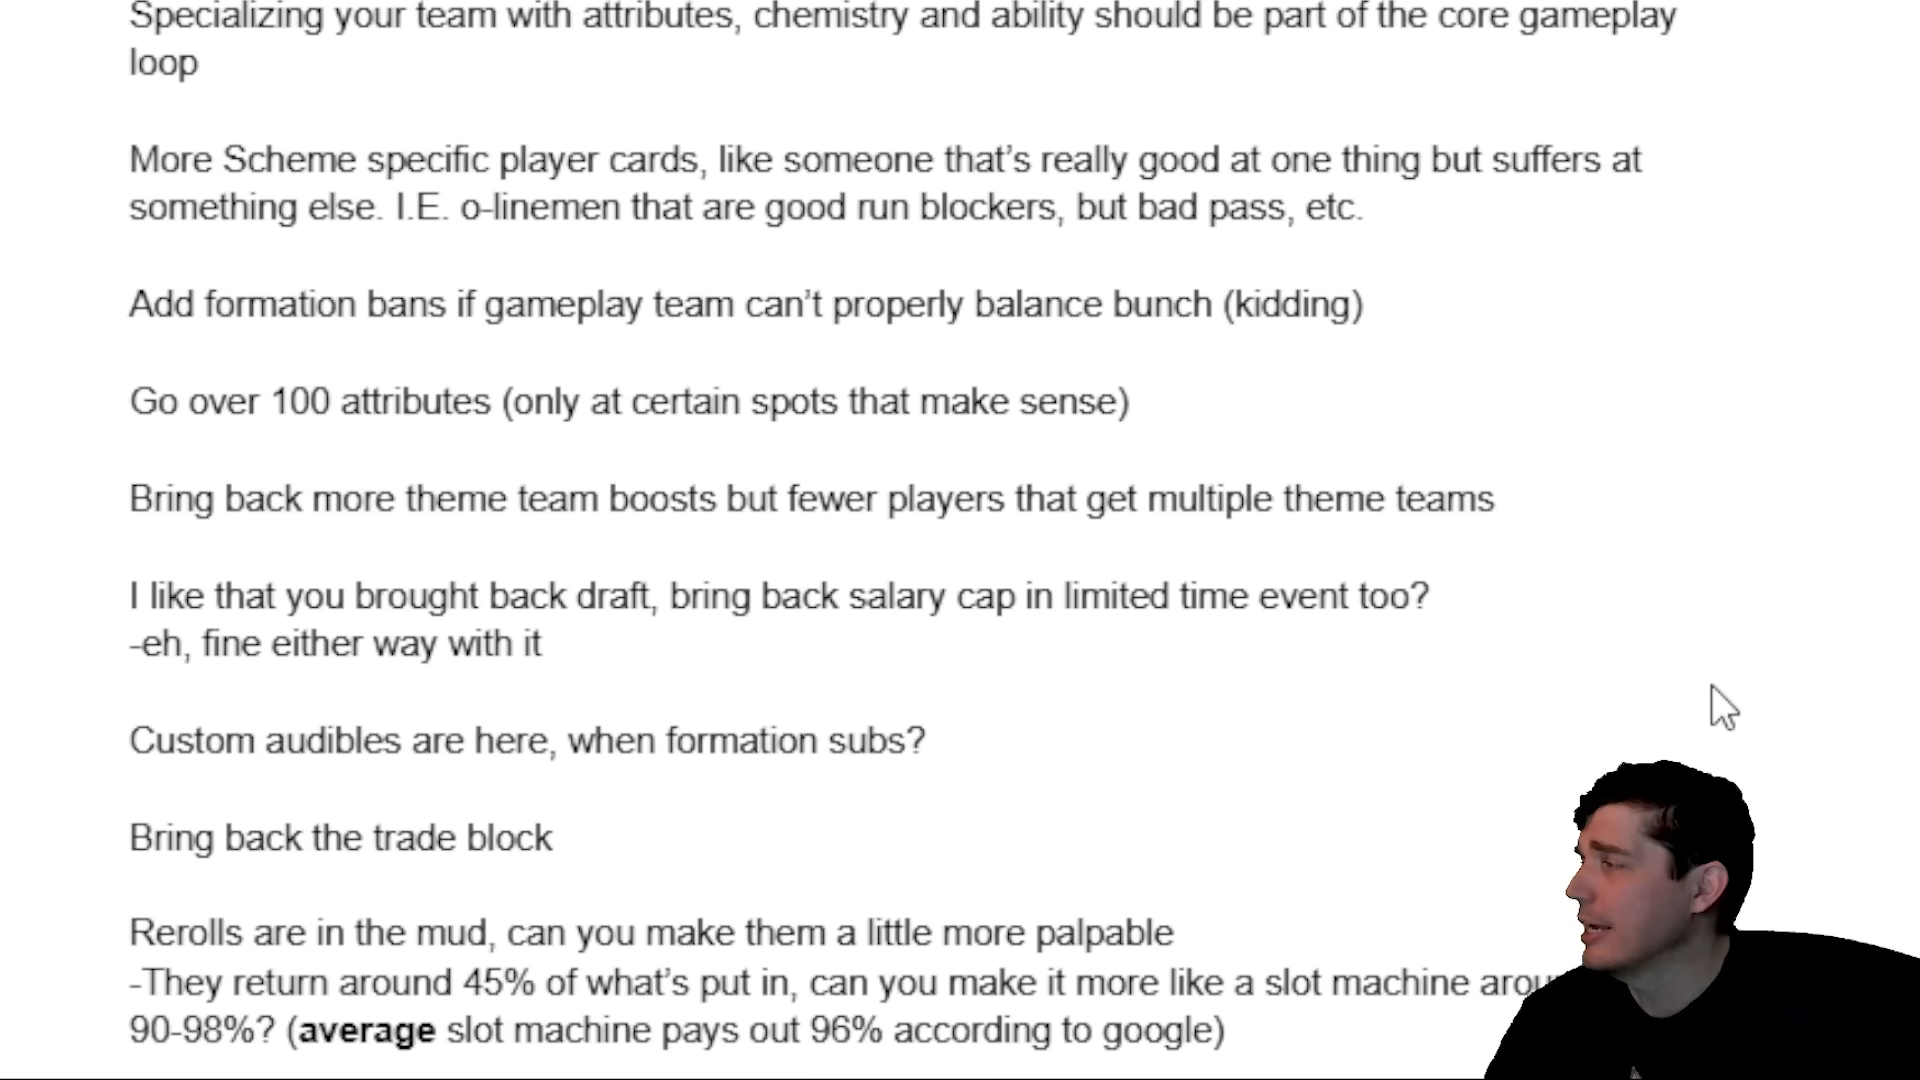 Specializing your team with attributes, chemistry and ability should be part of the core gameplay
loop
More Scheme specific player cards, like someone that's really good at one thing but suffers at
something else. I.E. o-linemen that are good run blockers, but bad pass, etc.
Add formation bans if gameplay team can't properly balance bunch (kidding)
Go over 100 attributes (only at certain spots that make sense)
Bring back more theme team boosts but fewer players that get multiple theme teams
I like that you brought back draft, bring back salary cap in limited time event too?
-eh, fine either way with it
Custom audibles are here, when formation subs?
Bring back the trade block
Rerolls are in the mud, can you make them a little more palpable
-They return around 45% of what's put in, can you make it more like a slot machine
90-98%? (average slot machine pays out 96% according to google)